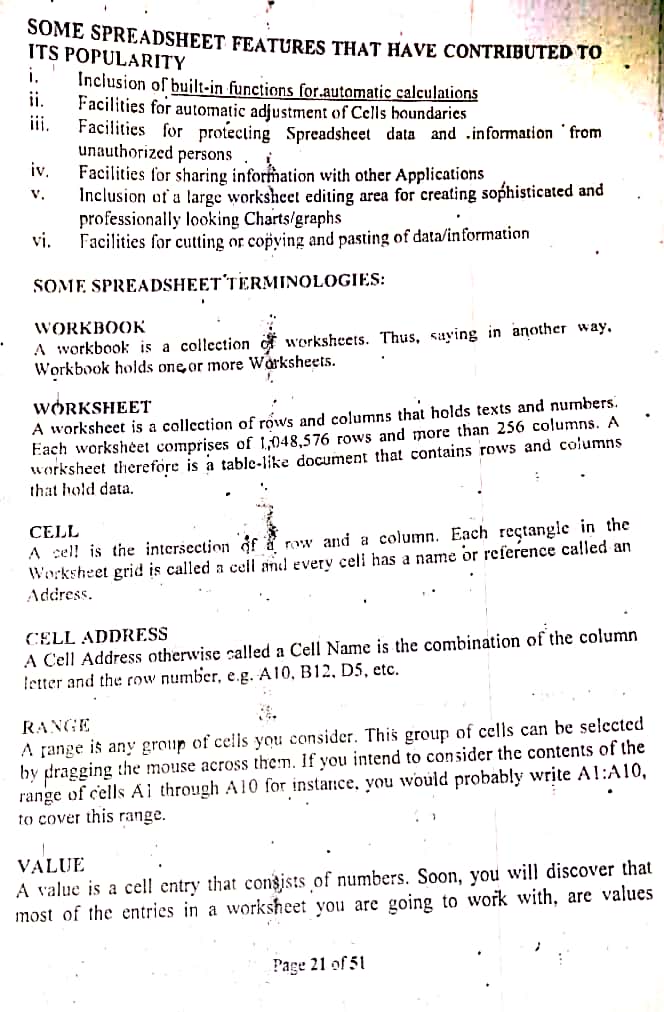 SOME SPREADSHEET FEATURES THAT HAVE CONTRIBUTED TO
ITS POPULARITY
i. Inclusion of built-in functions for automatic calculations
ii. Facilities for automatic adjustment of Cells boundaries
iii. Facilities for protecting Spreadsheet data and information from
unauthorized persons
iv. Facilities for sharing information with other Applications
v. Inclusion of a large worksheet editing area for creating sophisticated and
professionally looking Charts/graphs
vi. Facilities for cutting or copying and pasting of data/information
SOME SPREADSHEET TERMINOLOGIES:
WORKBOOK
A workbook is a collection of worksheets. Thus, saying in another way,
Workbook holds one or more Worksheets.
WORKSHEET
A worksheet is a collection of rows and columns that holds texts and numbers.
Each worksheet comprises of 1,048,576 rows and more than 256 columns. A
worksheet therefore is a table-like document that contains rows and columns
that hold data.
CELL
A cell is the intersection of a row and a column. Each rectangle in the
Worksheet grid is called a cell and every cell has a name or reference called an
Address.
CELL ADDRESS
A Cell Address otherwise called a Cell Name is the combination of the column
letter and the row number, e.g. A10, B12, D5, etc.
RANGE
A range is any group of cells you consider. This group of cells can be selected
by dragging the mouse across them. If you intend to consider the contents of the
range of cells A1 through A10 for instance, you would probably write A1:A10,
to cover this range.
VALUE
A value is a cell entry that consists of numbers. Soon, you will discover that
most of the entries in a worksheet you are going to work with, are values
Page 21 of 51